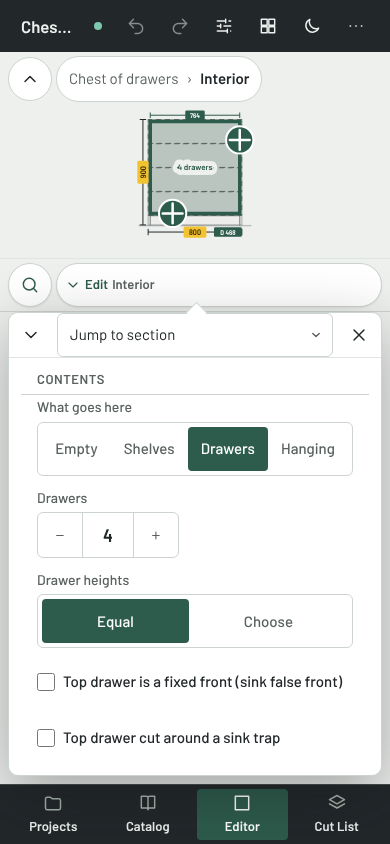 Ches...
Chest of drawers › Interior
764
900
4 drawers
800
D 468
Edit Interior
Jump to section
CONTENTS
What goes here
Empty Shelves Drawers Hanging
Drawers
− 4 +
Drawer heights
Equal Choose
Top drawer is a fixed front (sink false front)
Top drawer cut around a sink trap
Projects Catalog Editor Cut List